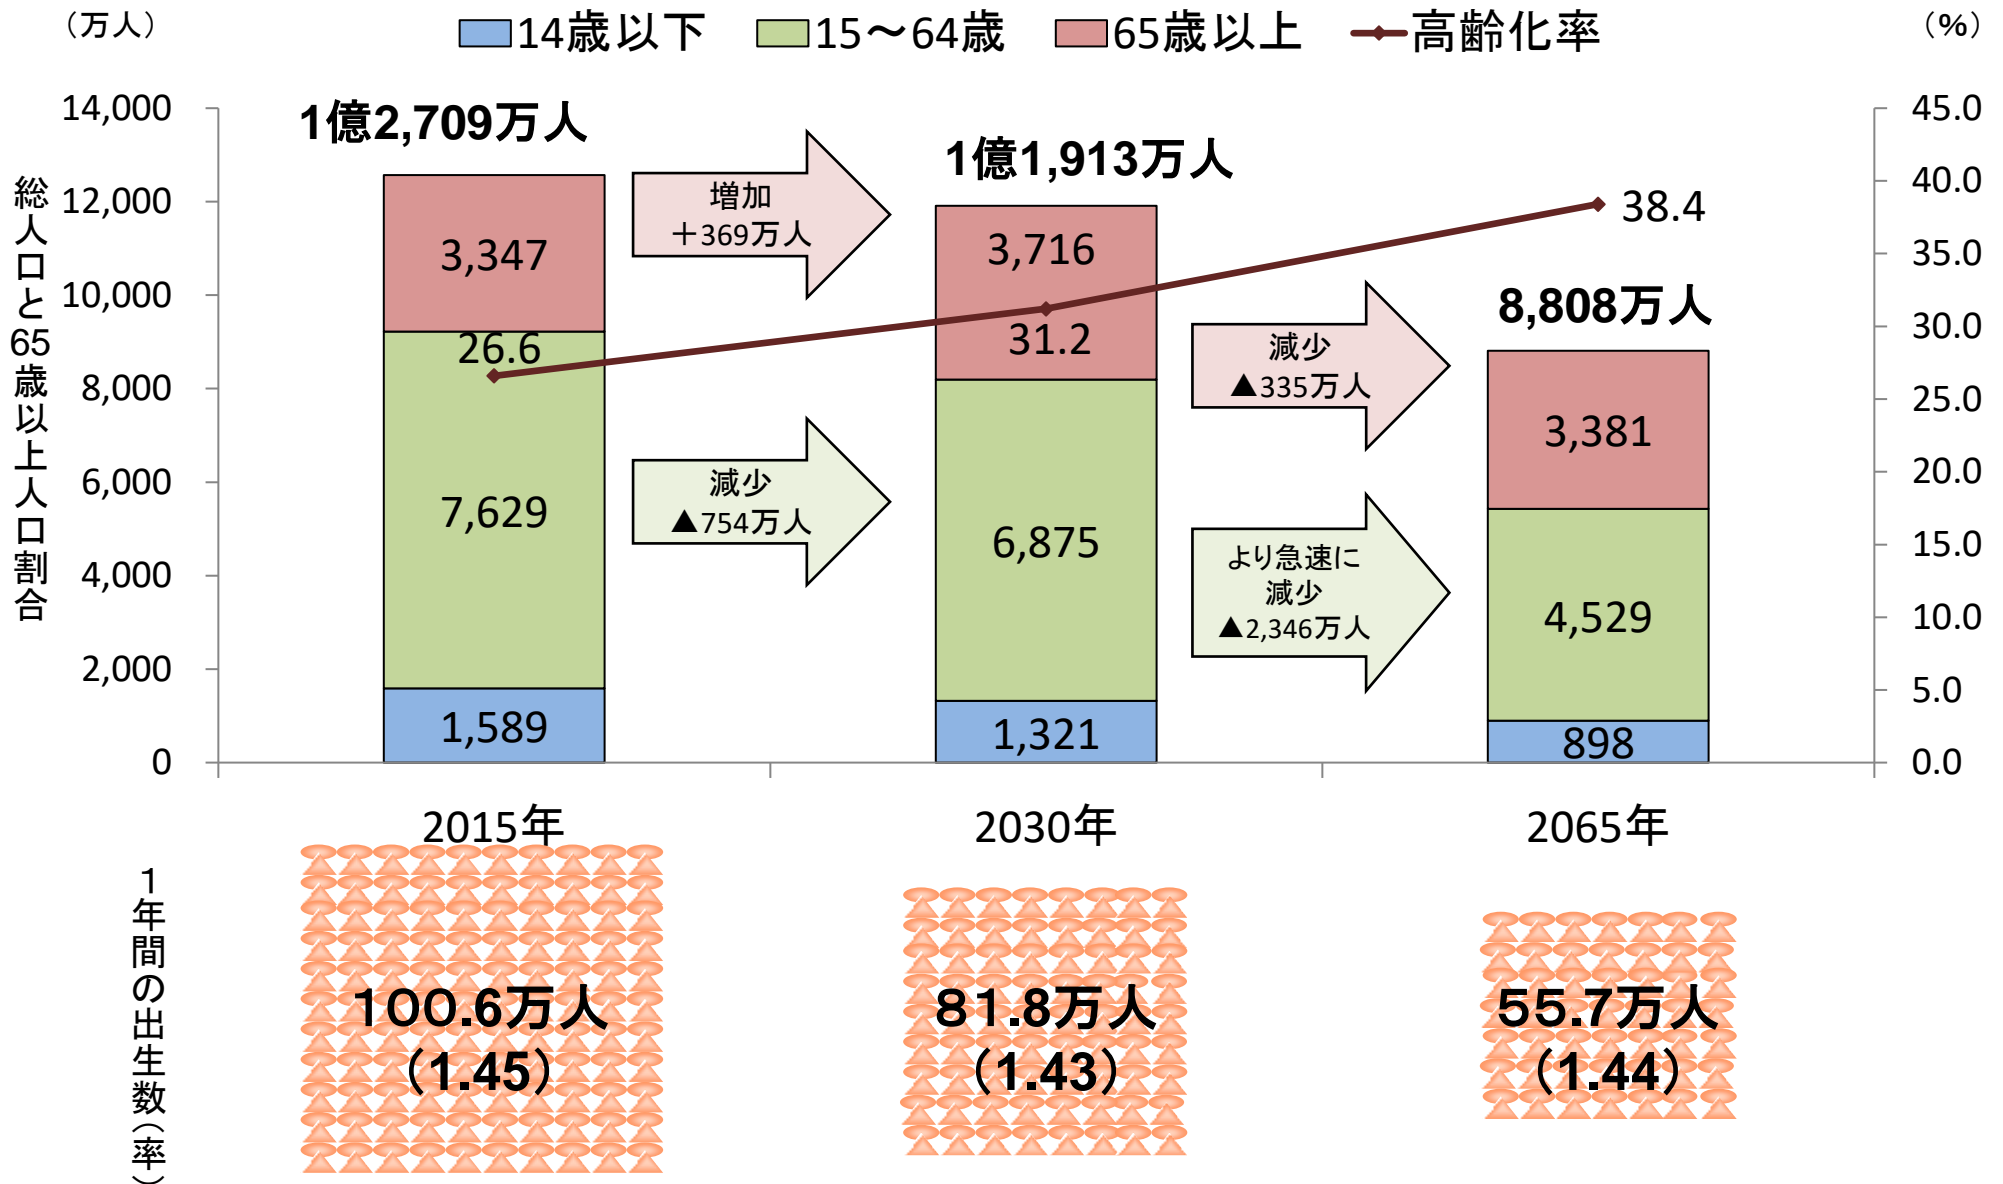 （万人）
14歳以下 15～64歳 65歳以上 高齢化率
（%）
総人口と65歳以上人口割合
14,000
12,000
10,000
8,000
6,000
4,000
2,000
0
45.0
40.0
35.0
30.0
25.0
20.0
15.0
10.0
5.0
0.0
1億2,709万人
3,347
26.6
7,629
1,589
増加
＋369万人
減少
▲754万人
1億1,913万人
3,716
31.2
6,875
1,321
減少
▲335万人
より急速に
減少
▲2,346万人
38.4
8,808万人
3,381
4,529
898
2015年 2030年 2065年
１年間の出生数（率）
１００.６万人
（1.45）
８１.８万人
（1.43）
５５.７万人
（1.44）